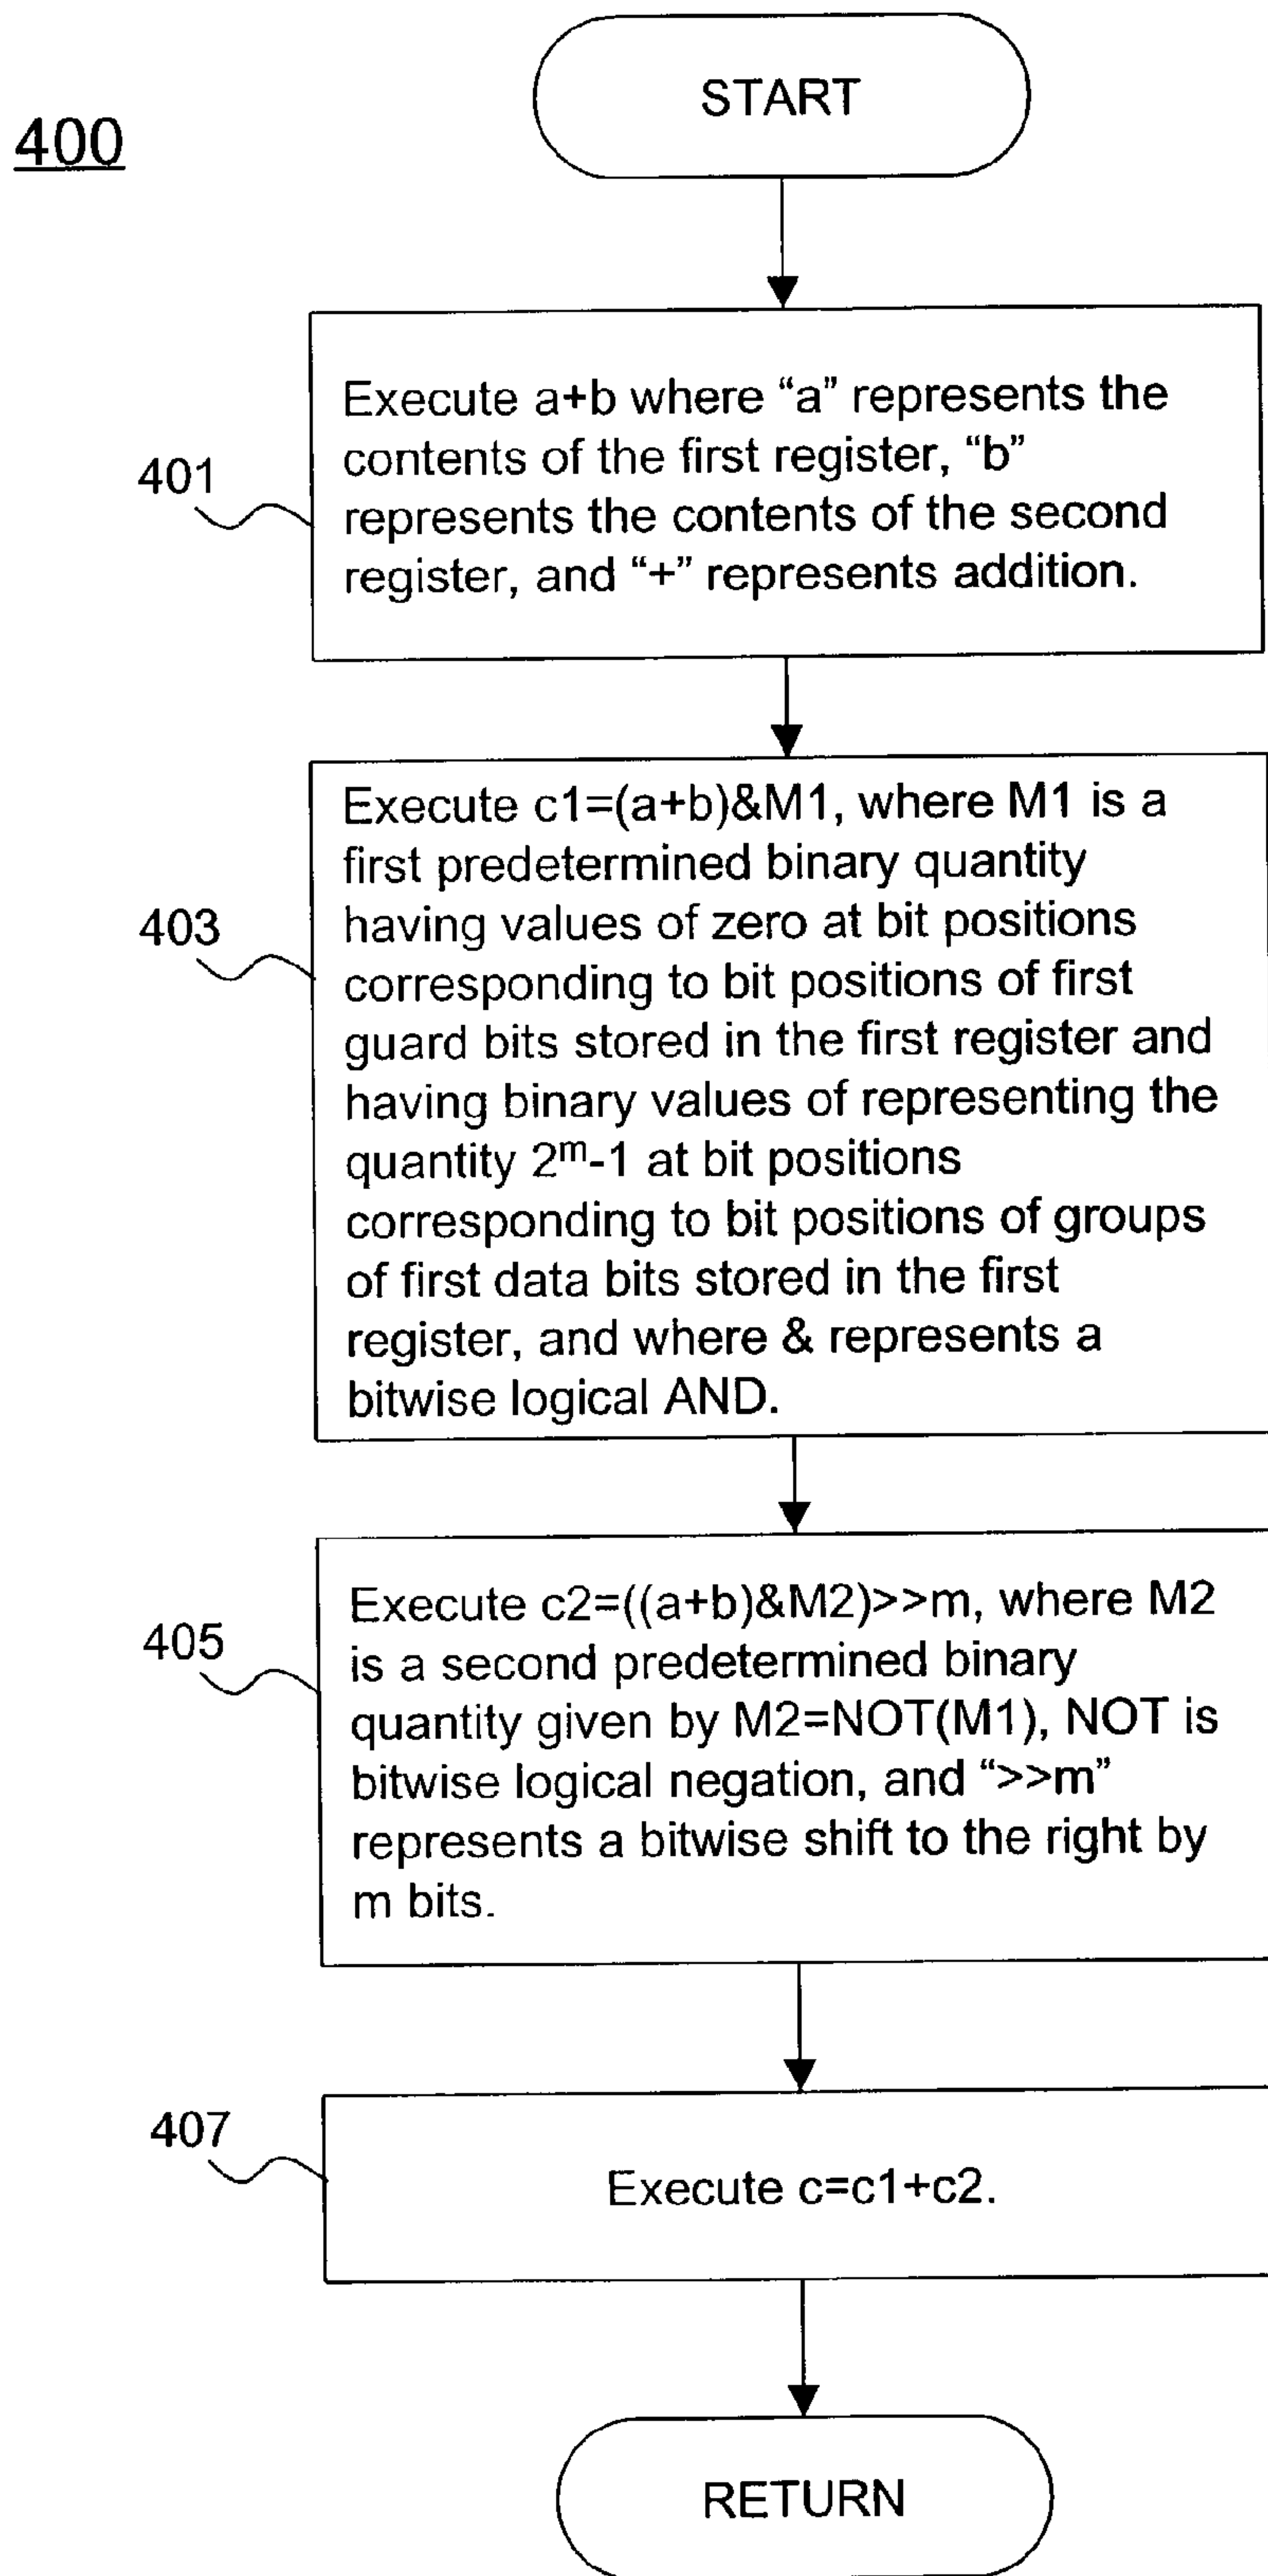 START
400
401
Execute a+b where “a” represents the
contents of the first register, “b”
represents the contents of the second
register, and “+” represents addition.
403
Execute c1=(a+b)&M1, where M1 is a
first predetermined binary quantity
having values of zero at bit positions
corresponding to bit positions of first
guard bits stored in the first register and
having binary values of representing the
quantity 2ᵐ-1 at bit positions
corresponding to bit positions of groups
of first data bits stored in the first
register, and where & represents a
bitwise logical AND.
405
Execute c2=((a+b)&M2)>>m, where M2
is a second predetermined binary
quantity given by M2=NOT(M1), NOT is
bitwise logical negation, and “>>m”
represents a bitwise shift to the right by
m bits.
407
Execute c=c1+c2.
RETURN